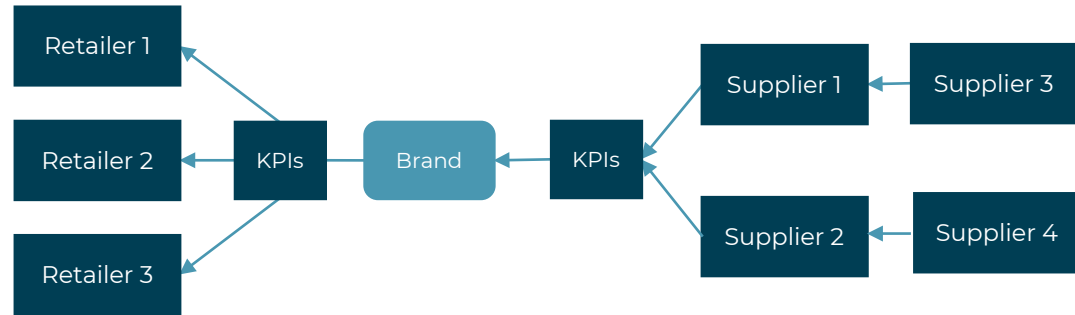 Retailer 1
Retailer 2
Retailer 3
KPIs
Brand
KPIs
Supplier 1
Supplier 2
Supplier 3
Supplier 4